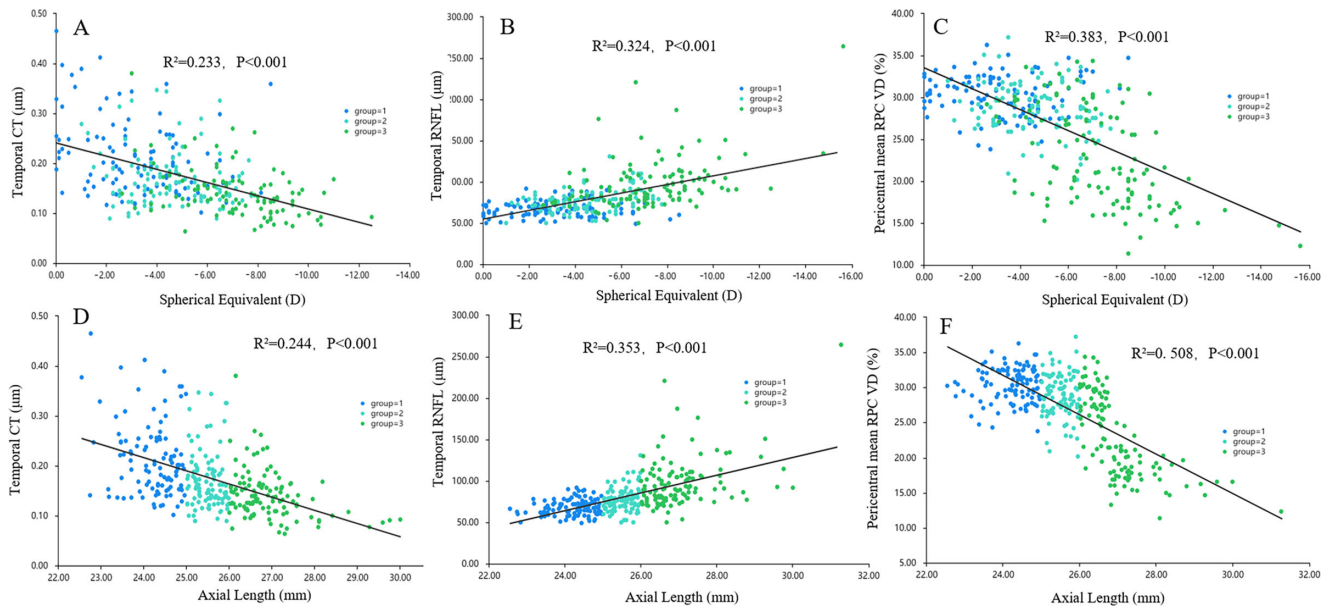 A
R²=0.233, P<0.001
Temporal CT (μm)
0.50
0.40
0.30
0.20
0.10
0.00
group=1
group=2
group=3
0.00 -2.00 -4.00 -6.00 -8.00 -10.00 -12.00 -14.00
Spherical Equivalent (D)
B
R²=0.324, P<0.001
Temporal RNFL (μm)
300.00
250.00
200.00
150.00
00.00
50.00
00.00
group=1
group=2
group=3
0.00 -2.00 -4.00 -6.00 -8.00 -10.00 -12.00 -14.00 -16.00
Spherical Equivalent (D)
C
R²=0.383, P<0.001
Pericentral mean RPC VD (%)
40.00
35.00
30.00
25.00
20.00
15.00
10.00
group=1
group=2
group=3
0.00 -2.00 -4.00 -6.00 -8.00 -10.00 -12.00 -14.00 -16.00
Spherical Equivalent (D)
D
R²=0.244, P<0.001
Temporal CT (μm)
0.50
0.40
0.30
0.20
0.10
0.00
group=1
group=2
group=3
22.00 23.00 24.00 25.00 26.00 27.00 28.00 29.00 30.00
Axial Length (mm)
E
R²=0.353, P<0.001
Temporal RNFL (μm)
300.00
250.00
200.00
150.00
100.00
50.00
0.00
group=1
group=2
group=3
22.00 24.00 26.00 28.00 30.00 32.00
Axial Length (mm)
F
R²=0. 508, P<0.001
Pericentral mean RPC VD (%)
40.00
35.00
30.00
25.00
20.00
15.00
10.00
5.00
group=1
group=2
group=3
22.00 24.00 26.00 28.00 30.00 32.00
Axial Length (mm)